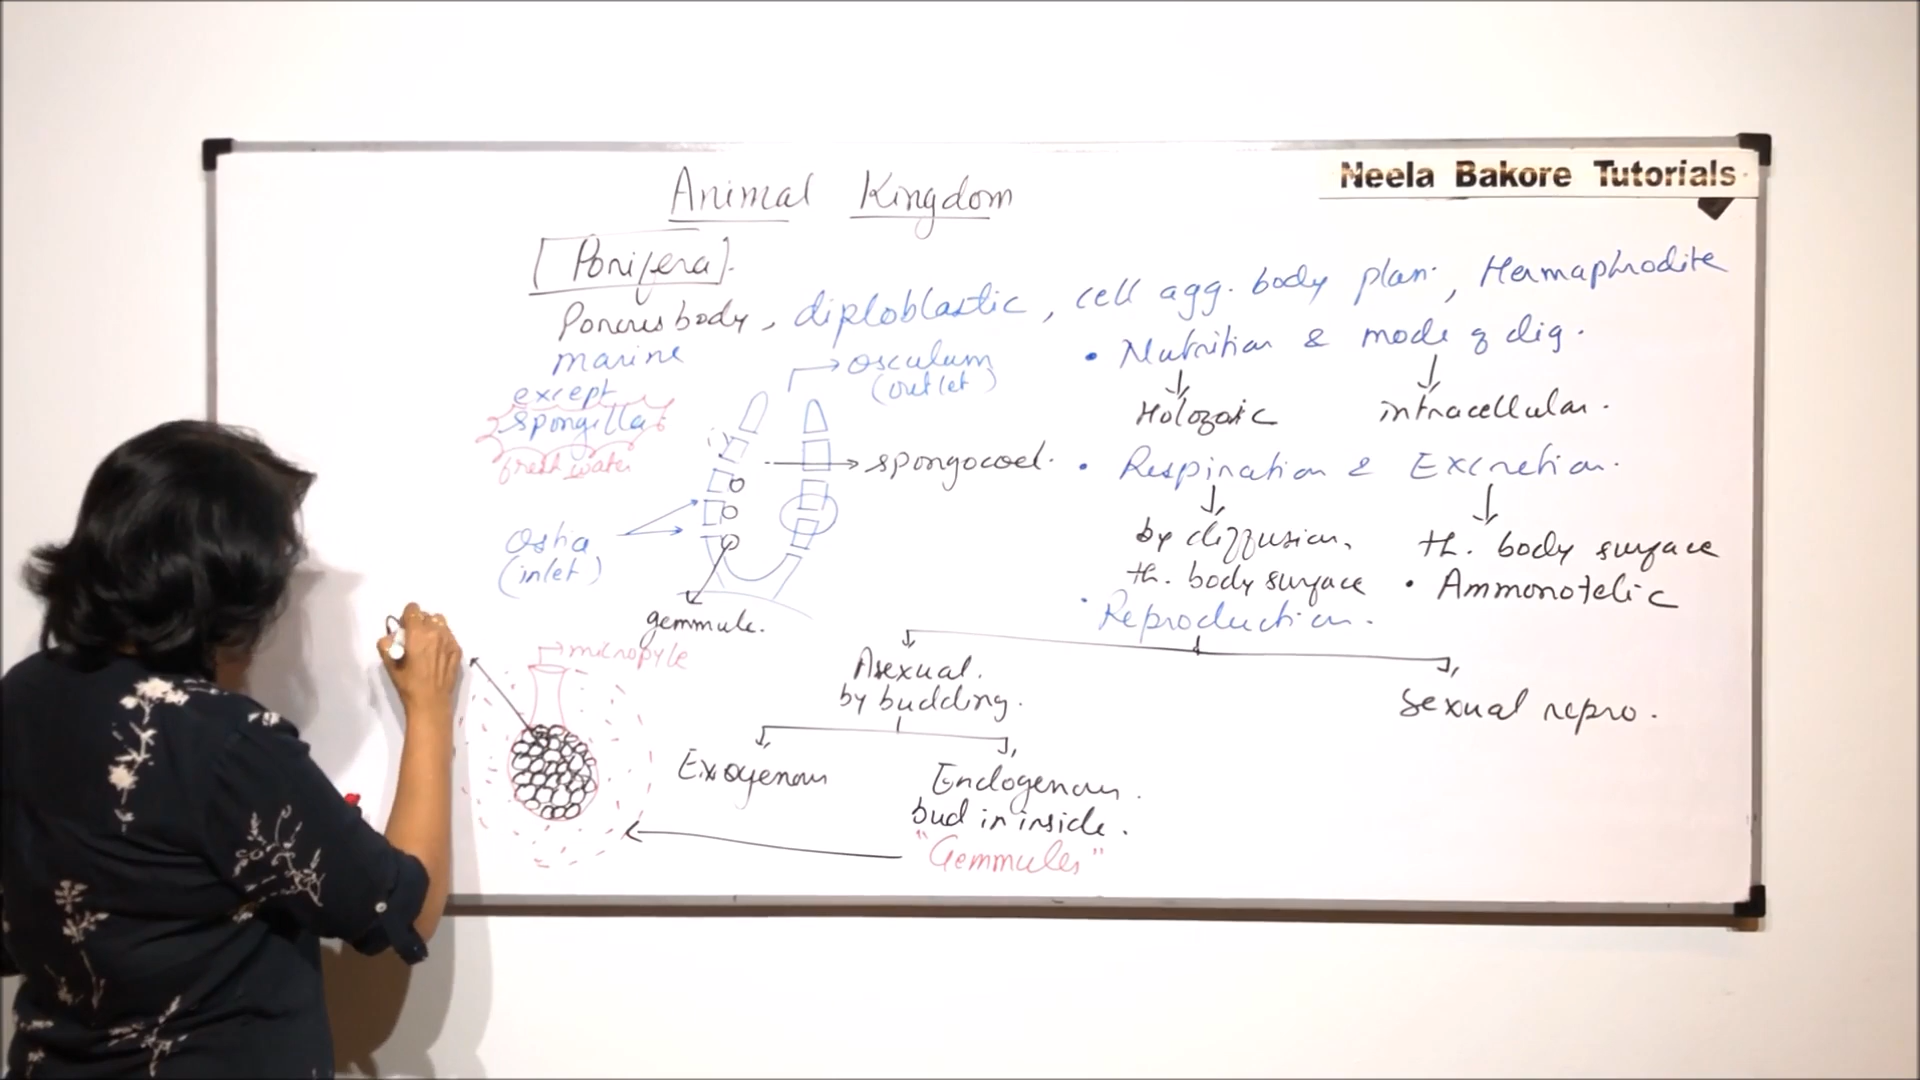 Neela Bakore Tutorials
Animal Kingdom
[Porifera].
Porous body, diploblastic, cell agg. body plan, Hermaphrodite
marine
except
spongilla
fresh water
osculum
(outlet)
spongocoel.
Ostia
(inlet)
gemmule.
micropyle
• Nutrition & mode of dig.
Holozoic
intracellular.
• Respiration & Excretion.
by diffusion,
th. body surface
th. body surface
• Ammonotelic
• Reproduction.
Asexual.
by budding.
Sexual repro.
Exogenous
Endogenous.
bud in inside.
"Gemmules"